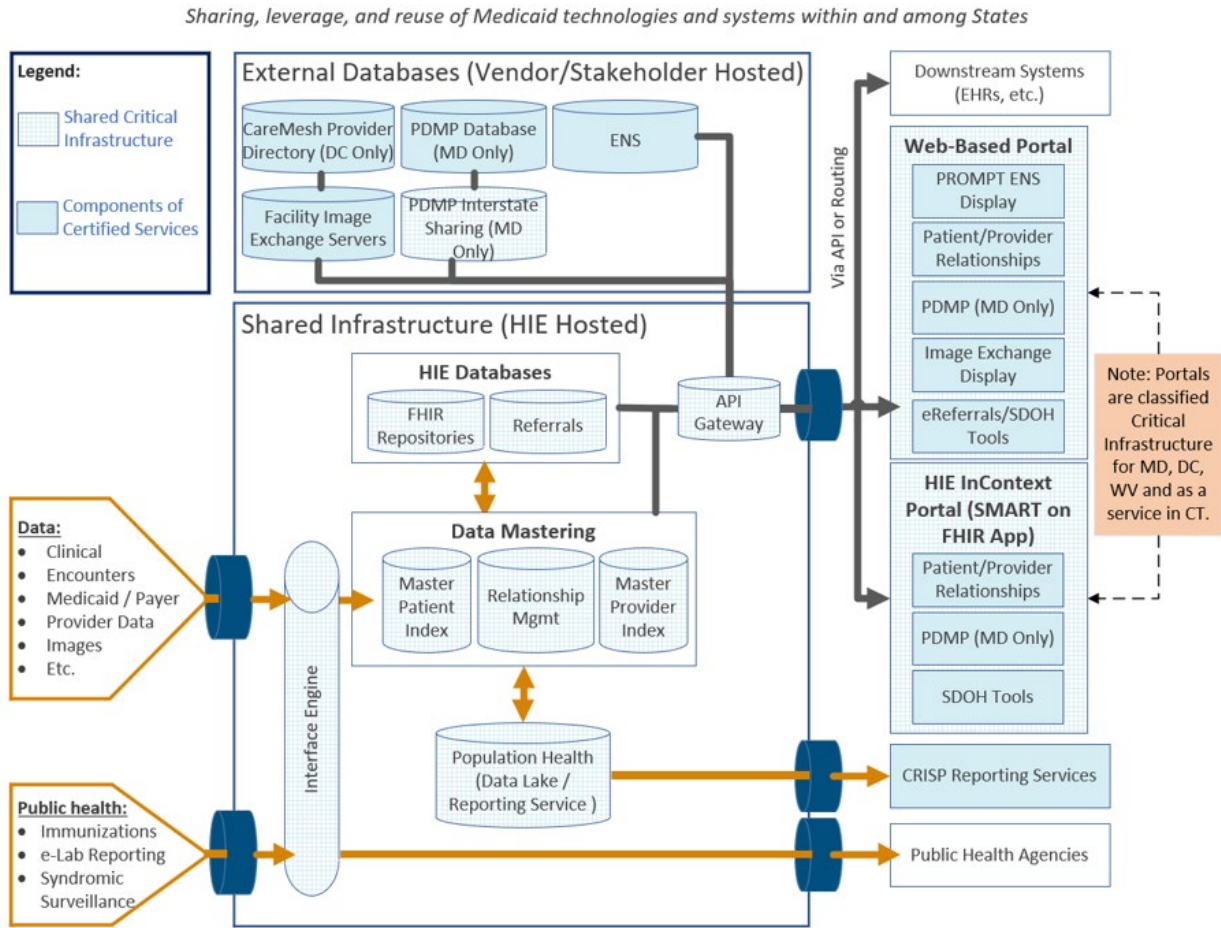 Sharing, leverage, and reuse of Medicaid technologies and systems within and among States
Legend:
Shared Critical
Infrastructure
Components of
Certified Services
External Databases (Vendor/Stakeholder Hosted)
CareMesh Provider
Directory (DC Only)
PDMP Database
(MD Only)
ENS
Facility Image
Exchange Servers
PDMP Interstate
Sharing (MD
Only)
Shared Infrastructure (HIE Hosted)
HIE Databases
FHIR
Repositories
Referrals
API
Gateway
Data Mastering
Master
Patient
Index
Relationship
Mgmt
Master
Provider
Index
Interface Engine
Population Health
(Data Lake /
Reporting Service )
Data:
• Clinical
• Encounters
• Medicaid / Payer
• Provider Data
• Images
• Etc.
Public health:
• Immunizations
• e-Lab Reporting
• Syndromic
Surveillance
Via API or Routing
Downstream Systems
(EHRs, etc.)
Web-Based Portal
PROMPT ENS
Display
Patient/Provider
Relationships
PDMP (MD Only)
Image Exchange
Display
eReferrals/SDOH
Tools
HIE InContext
Portal (SMART on
FHIR App)
Patient/Provider
Relationships
PDMP (MD Only)
SDOH Tools
Note: Portals
are classified
Critical
Infrastructure
for MD, DC,
WV and as a
service in CT.
CRISP Reporting Services
Public Health Agencies